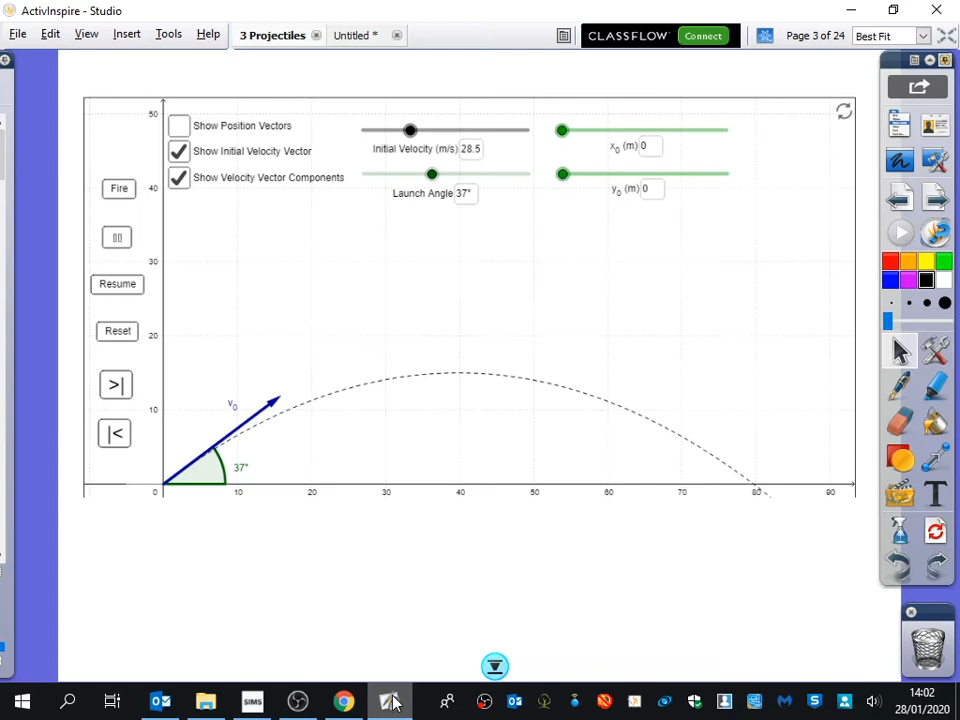 ActivInspire - Studio
File Edit View Insert Tools Help
3 Projectiles
Untitled *
CLASSFLOW
Connect
Page 3 of 24
Best Fit
Show Position Vectors
Show Initial Velocity Vector
Show Velocity Vector Components
Initial Velocity (m/s) 28.5
Launch Angle 37°
x0 (m) 0
y0 (m) 0
Fire
Resume
Reset
>|
|<
50
40
30
20
10
v0
37°
0 10 20 30 40 50 60 70 80 90
T
SIMS
14:02
28/01/2020